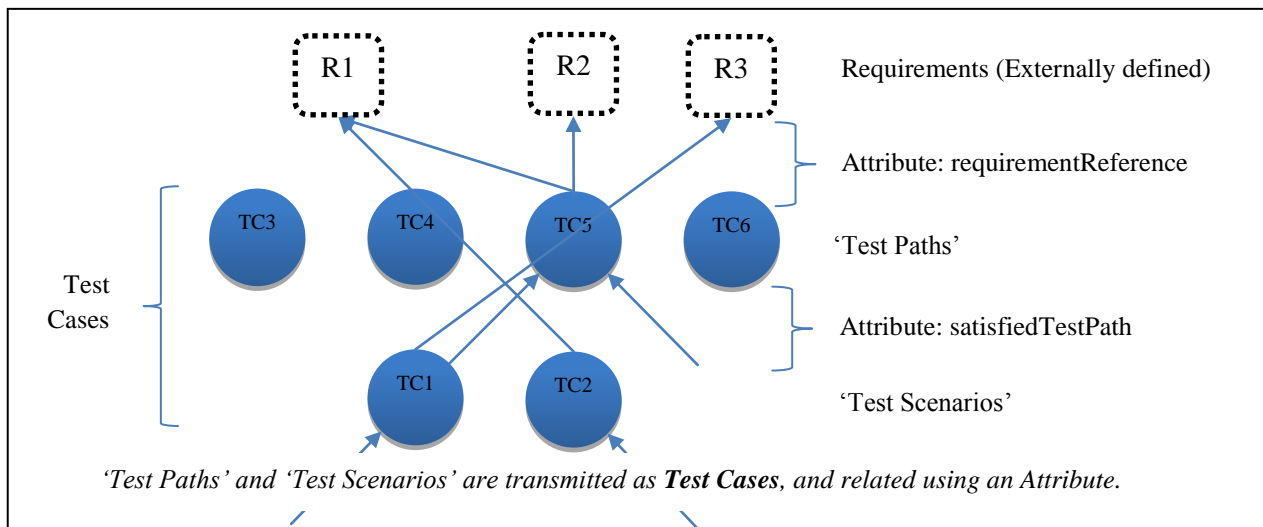 R1
R2
R3
Requirements (Externally defined)
Attribute: requirementReference
TC3
TC4
TC5
TC6
‘Test Paths’
Test
Cases
Attribute: satisfiedTestPath
TC1
TC2
‘Test Scenarios’
‘Test Paths’ and ‘Test Scenarios’ are transmitted as Test Cases, and related using an Attribute.